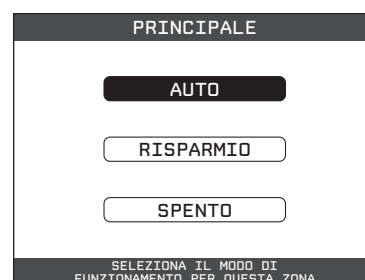 PRINCIPALE
AUTO
RISPARMIO
SPENTO
SELEZIONA IL MODO DI
FUNZIONAMENTO PER QUESTA ZONA